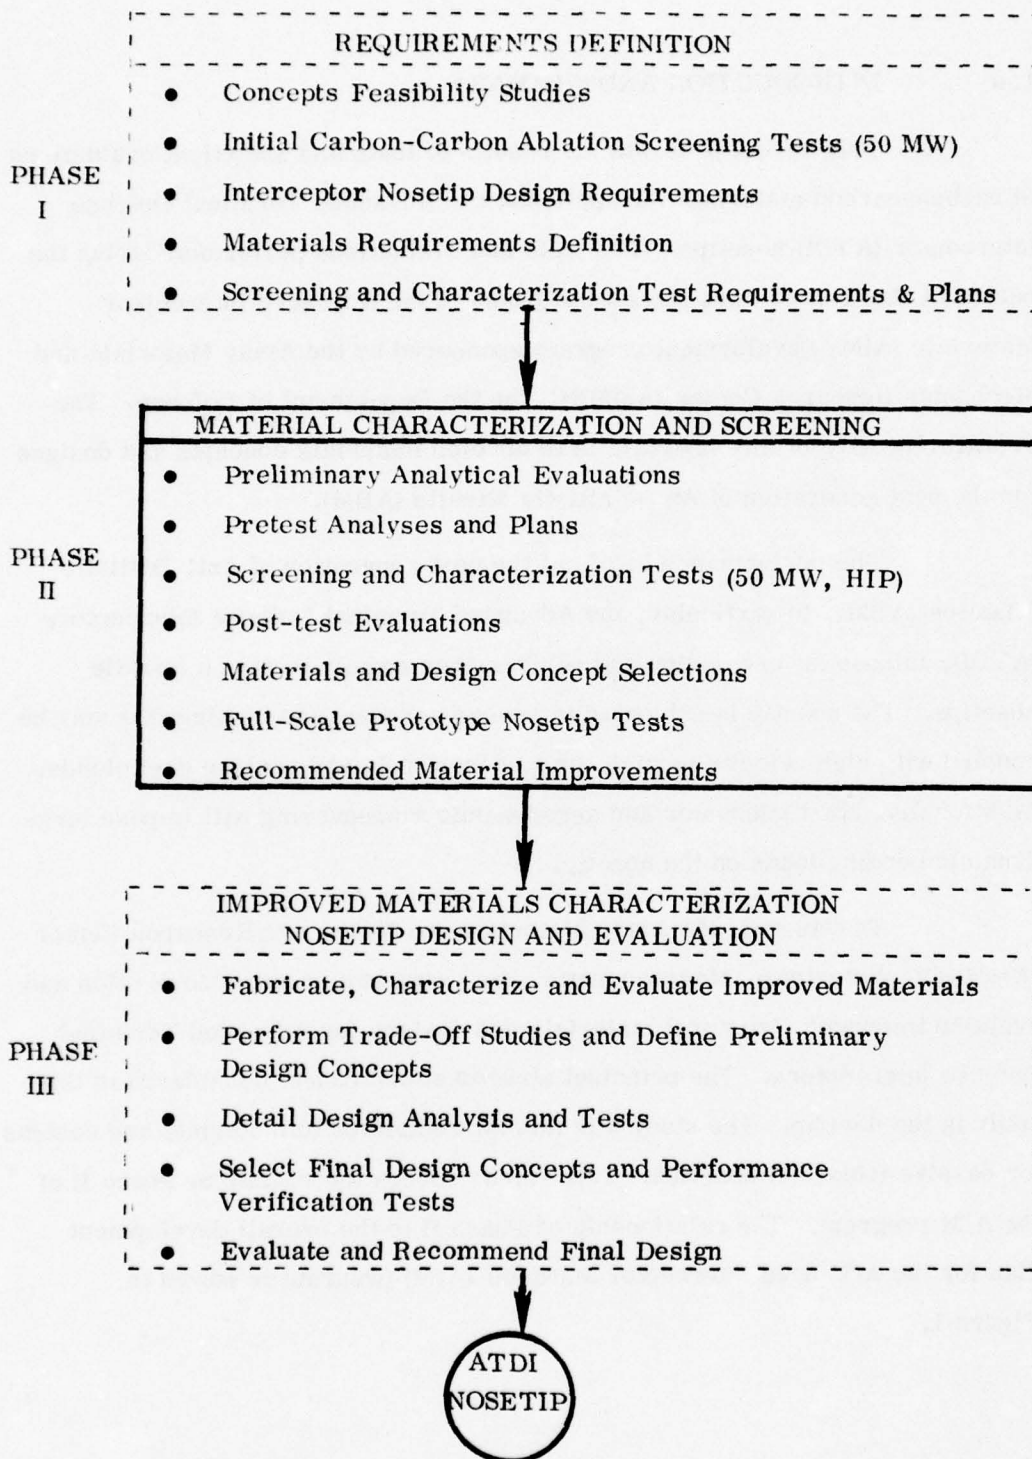 REQUIREMENTS DEFINITION
• Concepts Feasibility Studies
• Initial Carbon-Carbon Ablation Screening Tests (50 MW)
PHASE
I
• Interceptor Nosetip Design Requirements
• Materials Requirements Definition
• Screening and Characterization Test Requirements & Plans
MATERIAL CHARACTERIZATION AND SCREENING
• Preliminary Analytical Evaluations
• Pretest Analyses and Plans
PHASE
II
• Screening and Characterization Tests (50 MW, HIP)
• Post-test Evaluations
• Materials and Design Concept Selections
• Full-Scale Prototype Nosetip Tests
• Recommended Material Improvements
IMPROVED MATERIALS CHARACTERIZATION
NOSETIP DESIGN AND EVALUATION
• Fabricate, Characterize and Evaluate Improved Materials
PHASE
III
• Perform Trade-Off Studies and Define Preliminary
Design Concepts
• Detail Design Analysis and Tests
• Select Final Design Concepts and Performance
Verification Tests
• Evaluate and Recommend Final Design
ATDI
NOSETIP